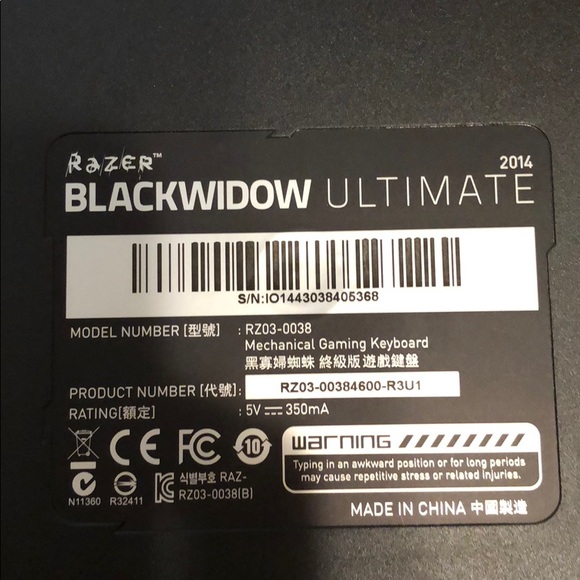 RAZER™
2014
BLACKWIDOW ULTIMATE
S/N:IO1443038405368
MODEL NUMBER [型號] : RZ03-0038
Mechanical Gaming Keyboard
黑寡婦蜘蛛 終級版遊戲鍵盤
PRODUCT NUMBER [代號] : RZ03-00384600-R3U1
RATING[額定] : 5V 350mA
CE FC 10
N11360 R32411
식별부호 RAZ-
RZ03-0038(B)
warning
Typing in an awkward position or for long periods
may cause repetitive stress or related injuries.
MADE IN CHINA 中國製造